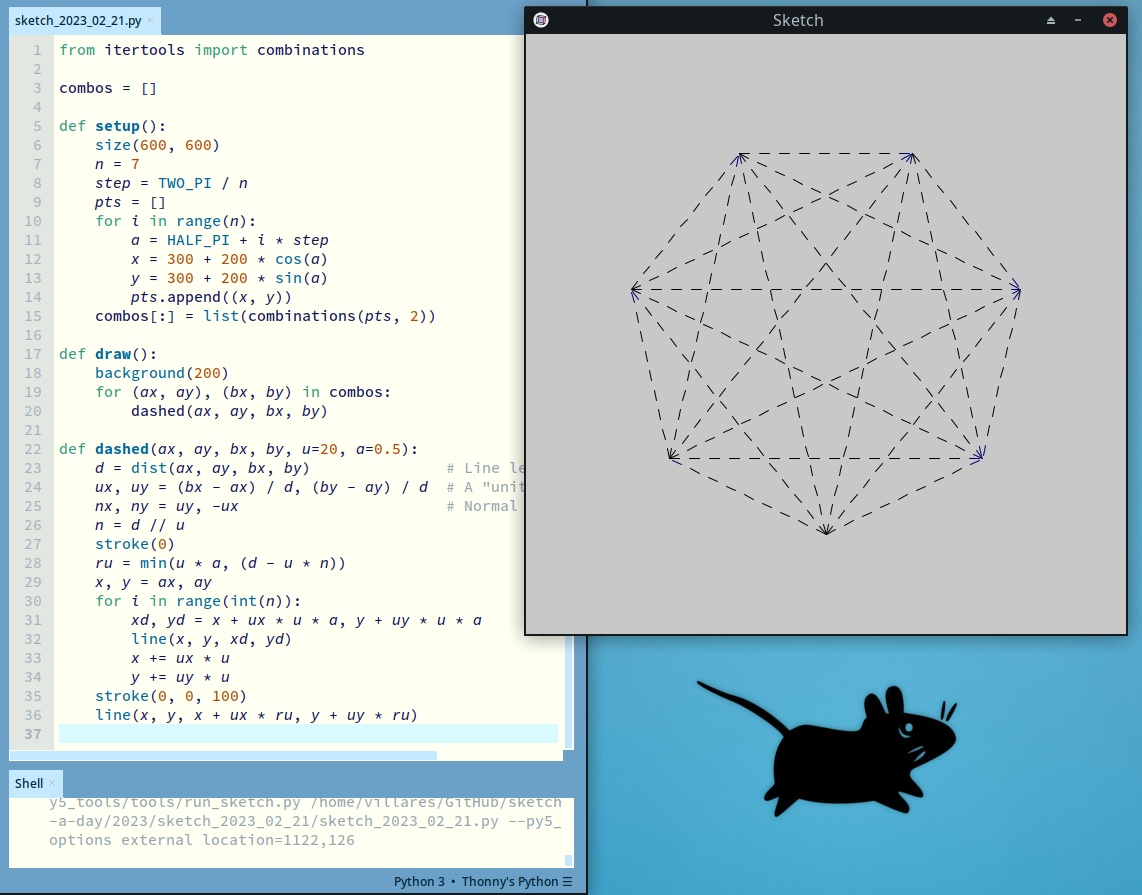 sketch_2023_02_21.py ×
1 from itertools import combinations
2
3 combos = []
4
5 def setup():
6     size(600, 600)
7     n = 7
8     step = TWO_PI / n
9     pts = []
10     for i in range(n):
11         a = HALF_PI + i * step
12         x = 300 + 200 * cos(a)
13         y = 300 + 200 * sin(a)
14         pts.append((x, y))
15     combos[:] = list(combinations(pts, 2))
16
17 def draw():
18     background(200)
19     for (ax, ay), (bx, by) in combos:
20         dashed(ax, ay, bx, by)
21
22 def dashed(ax, ay, bx, by, u=20, a=0.5):
23     d = dist(ax, ay, bx, by)               # Line le
24     ux, uy = (bx - ax) / d, (by - ay) / d  # A "unit
25     nx, ny = uy, -ux                       # Normal
26     n = d // u
27     stroke(0)
28     ru = min(u * a, (d - u * n))
29     x, y = ax, ay
30     for i in range(int(n)):
31         xd, yd = x + ux * u * a, y + uy * u * a
32         line(x, y, xd, yd)
33         x += ux * u
34         y += uy * u
35     stroke(0, 0, 100)
36     line(x, y, x + ux * ru, y + uy * ru)
37
Sketch
Shell ×
y5_tools/tools/run_sketch.py /home/villares/GitHub/sketch
-a-day/2023/sketch_2023_02_21/sketch_2023_02_21.py --py5_
options external location=1122,126
Python 3 • Thonny's Python ☰